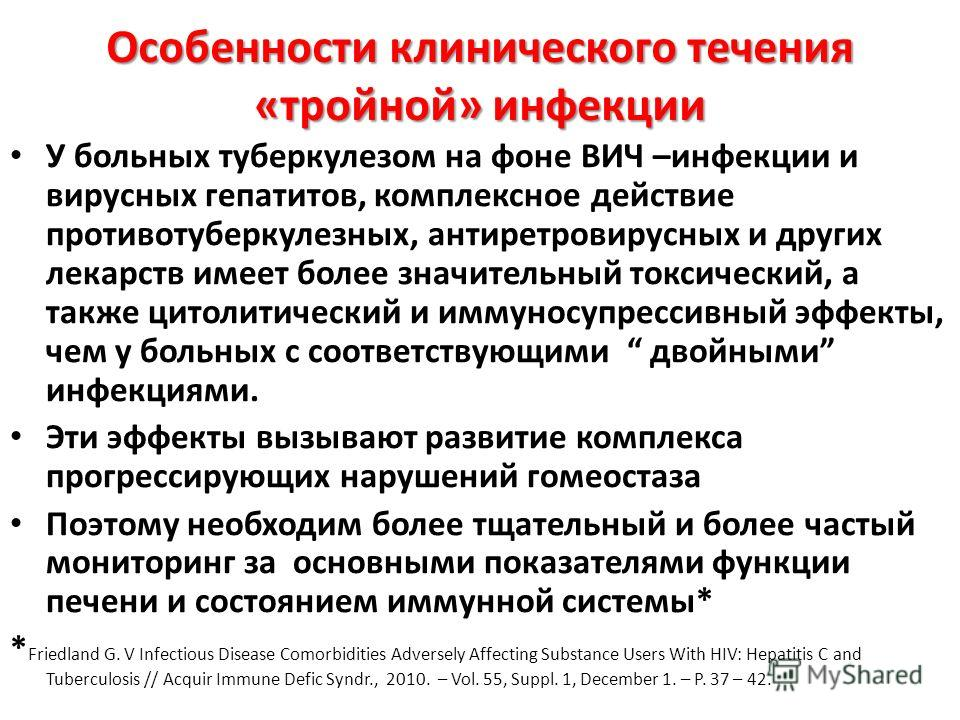 Особенности клинического течения
«тройной» инфекции
• У больных туберкулезом на фоне ВИЧ –инфекции и
вирусных гепатитов, комплексное действие
противотуберкулезных, антиретровирусных и других
лекарств имеет более значительный токсический, а
также цитолитический и иммуносупрессивный эффекты,
чем у больных с соответствующими “ двойными”
инфекциями.
• Эти эффекты вызывают развитие комплекса
прогрессирующих нарушений гомеостаза
• Поэтому необходим более тщательный и более частый
мониторинг за основными показателями функции
печени и состоянием иммунной системы*
* Friedland G. V Infectious Disease Comorbidities Adversely Affecting Substance Users With HIV: Hepatitis C and
Tuberculosis // Acquir Immune Defic Syndr., 2010. – Vol. 55, Suppl. 1, December 1. – P. 37 – 42.
MyShared